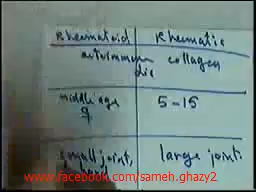 Rheumatoid Rheumatic
autoimmune collagen
dis
middle age 5-15
♀
small joint, large joint.
www.facebook.com/sameh.ghazy2